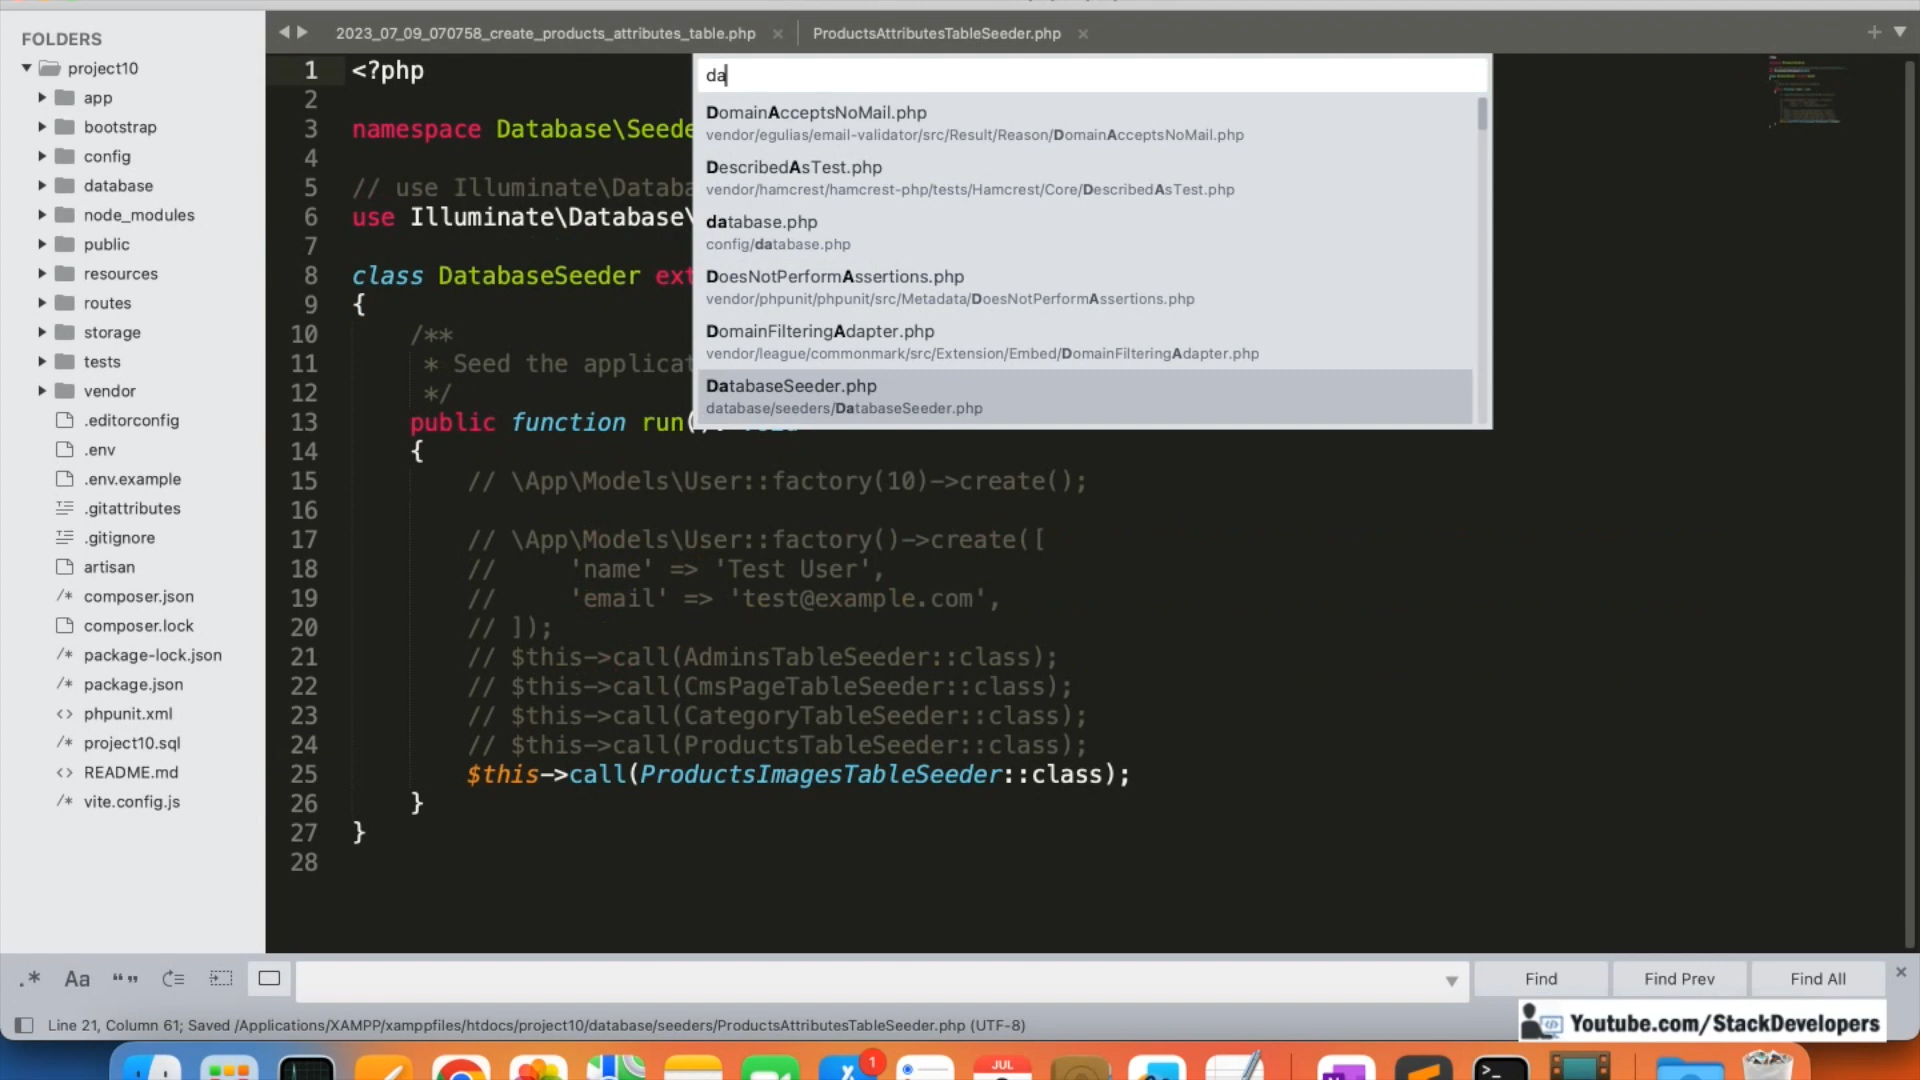 FOLDERS
project10
app
bootstrap
config
database
node_modules
public
resources
routes
storage
tests
vendor
.editorconfig
.env
.env.example
.gitattributes
.gitignore
artisan
/* composer.json
composer.lock
/* package-lock.json
/* package.json
<> phpunit.xml
/* project10.sql
<> README.md
/* vite.config.js
2023_07_09_070758_create_products_attributes_table.php ×
ProductsAttributesTableSeeder.php ×
da
DomainAcceptsNoMail.php
vendor/egulias/email-validator/src/Result/Reason/DomainAcceptsNoMail.php
DescribedAsTest.php
vendor/hamcrest/hamcrest-php/tests/Hamcrest/Core/DescribedAsTest.php
database.php
config/database.php
DoesNotPerformAssertions.php
vendor/phpunit/phpunit/src/Metadata/DoesNotPerformAssertions.php
DomainFilteringAdapter.php
vendor/league/commonmark/src/Extension/Embed/DomainFilteringAdapter.php
DatabaseSeeder.php
database/seeders/DatabaseSeeder.php
1 <?php
2
3 namespace Database\Seede
4
5 // use Illuminate\Databa
6 use Illuminate\Database\
7
8 class DatabaseSeeder ext
9 {
10 /**
11 * Seed the applicat
12 */
13 public function run(
14 {
15 // \App\Models\User::factory(10)->create();
16
17 // \App\Models\User::factory()->create([
18 //     'name' => 'Test User',
19 //     'email' => 'test@example.com',
20 // ]);
21 // $this->call(AdminsTableSeeder::class);
22 // $this->call(CmsPageTableSeeder::class);
23 // $this->call(CategoryTableSeeder::class);
24 // $this->call(ProductsTableSeeder::class);
25 $this->call(ProductsImagesTableSeeder::class);
26 }
27 }
28
.* Aa “” Find Find Prev Find All ×
Line 21, Column 61; Saved /Applications/XAMPP/xamppfiles/htdocs/project10/database/seeders/ProductsAttributesTableSeeder.php (UTF-8)
Youtube.com/StackDevelopers
1
JUL